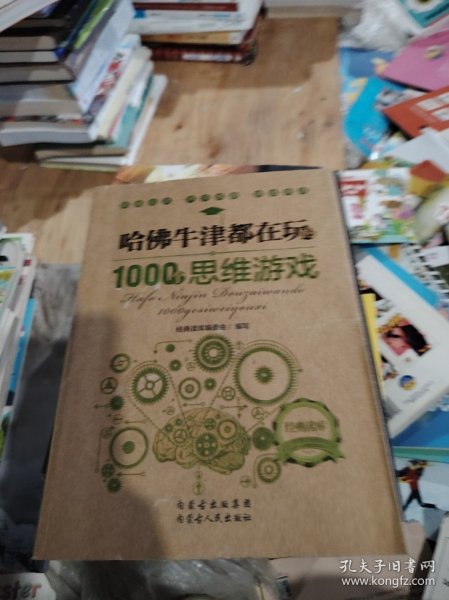 哈佛牛津都在玩的
1000个思维游戏
Hafo Niujin Douzaiwande
1000gesiweiyouxi
经典读库编委会 编写
经典读库
内蒙古出版集团
内蒙古人民出版社
孔夫子旧书网
www.kongfz.com